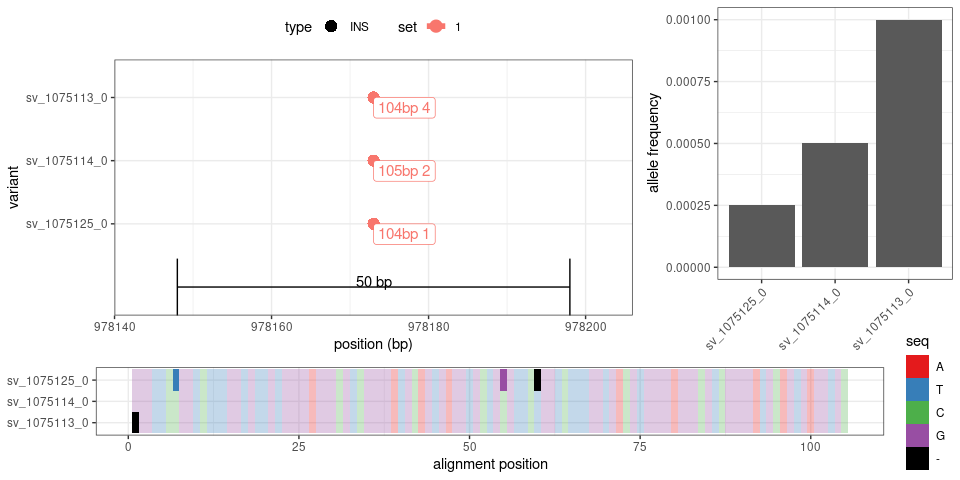 type INS set 1
variant
sv_1075113_0
sv_1075114_0
sv_1075125_0
104bp 4
105bp 2
104bp 1
50 bp
978140 978160 978180 978200
position (bp)
allele frequency
0.00100
0.00075
0.00050
0.00025
0.00000
sv_1075125_0 sv_1075114_0 sv_1075113_0
sv_1075125_0
sv_1075114_0
sv_1075113_0
0 25 50 75 100
alignment position
seq
A
T
C
G
-